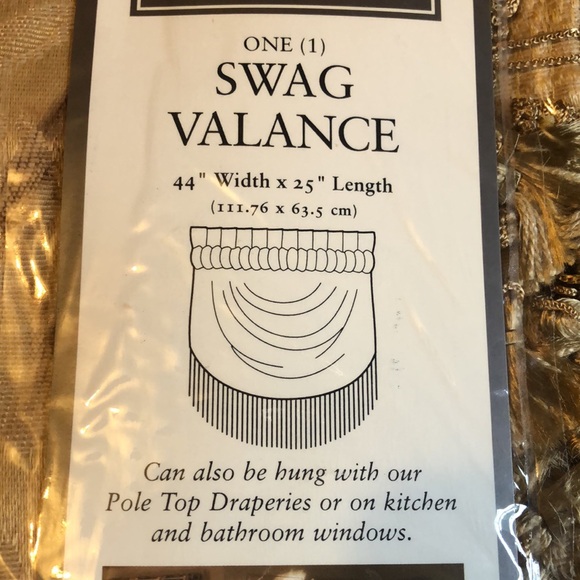 ONE (1)
SWAG
VALANCE
44" Width x 25" Length
(111.76 x 63.5 cm)
Can also be hung with our
Pole Top Draperies or on kitchen
and bathroom windows.